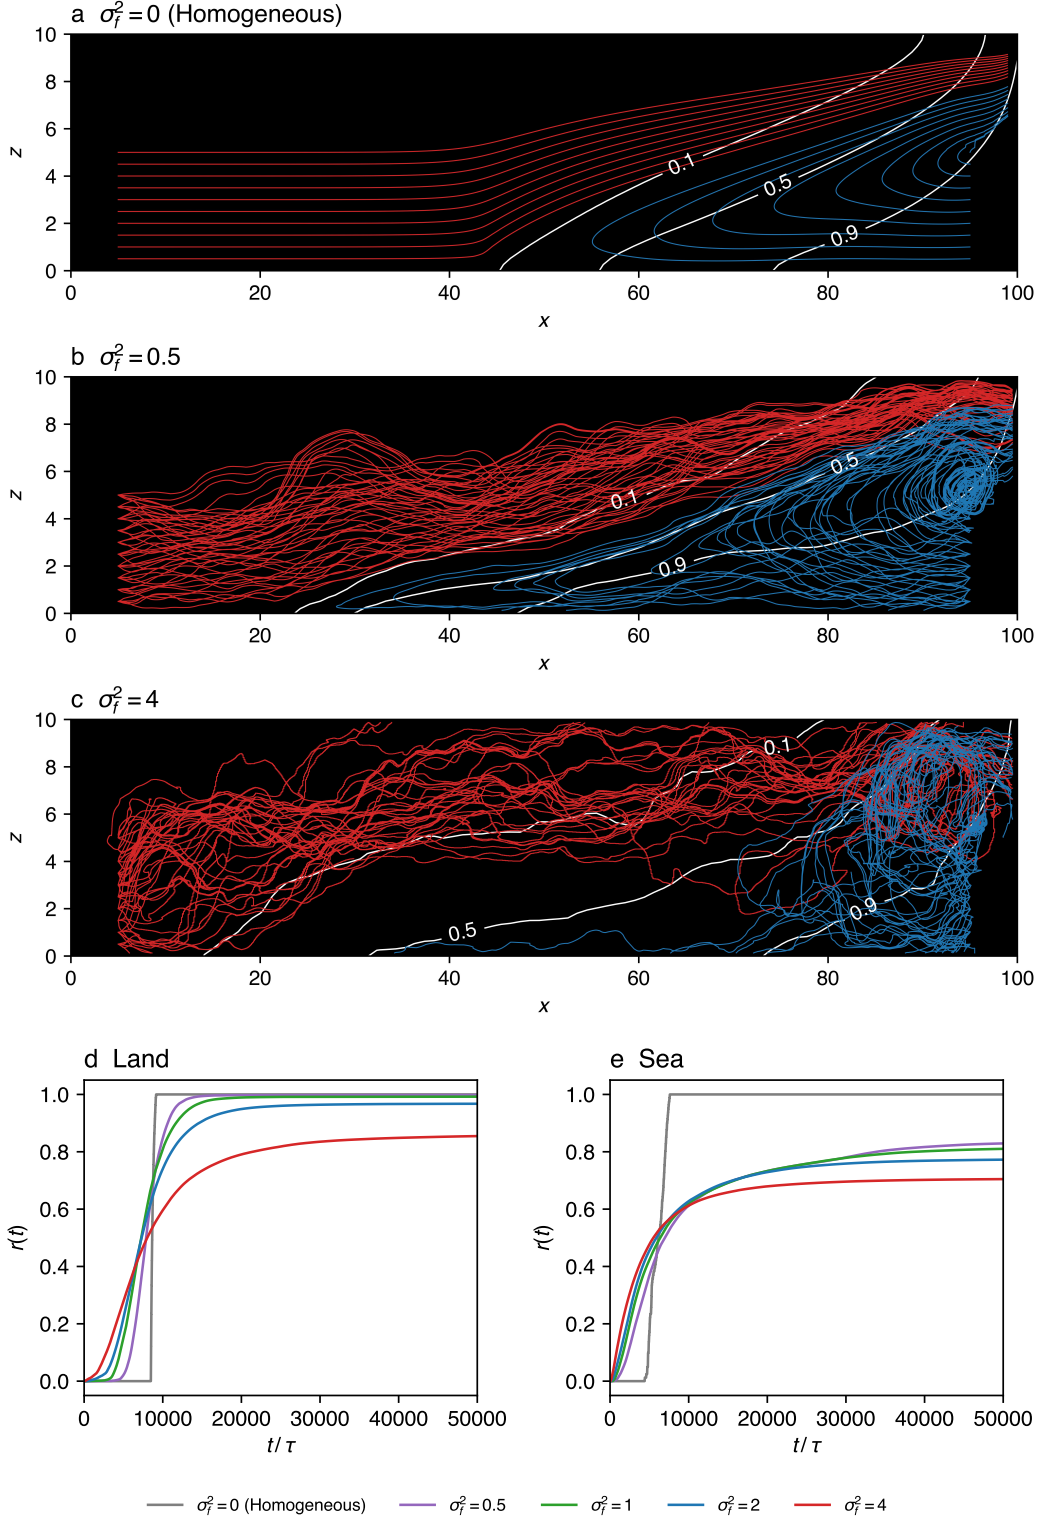 a σ_f^2 = 0 (Homogeneous)
10
8
6
4
2
0
z
0.1
0.5
0.9
0 20 40 60 80 100
x
b σ_f^2 = 0.5
10
8
6
4
2
0
z
0.5
0.1
0.9
0 20 40 60 80 100
x
c σ_f^2 = 4
10
8
6
4
2
0
z
0.1
0.9
0.5
0 20 40 60 80 100
x
d Land
1.0
0.8
0.6
0.4
0.2
0.0
r(t)
0 10000 20000 30000 40000 50000
t/τ
e Sea
1.0
0.8
0.6
0.4
0.2
0.0
r(t)
0 10000 20000 30000 40000 50000
t/τ
σ_f^2 = 0 (Homogeneous) σ_f^2 = 0.5 σ_f^2 = 1 σ_f^2 = 2 σ_f^2 = 4